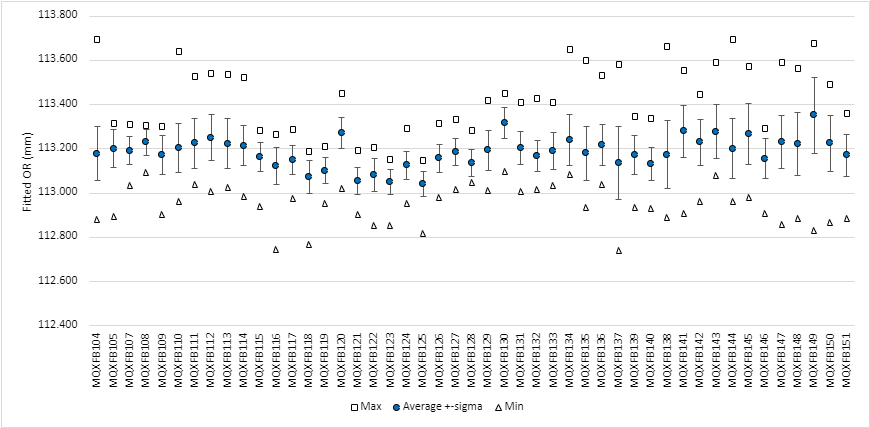 113.800
113.600
113.400
113.200
113.000
112.800
112.600
112.400
Fitted OR (mm)
MQXFB104
MQXFB105
MQXFB107
MQXFB108
MQXFB109
MQXFB110
MQXFB111
MQXFB112
MQXFB113
MQXFB114
MQXFB115
MQXFB116
MQXFB117
MQXFB118
MQXFB119
MQXFB120
MQXFB121
MQXFB122
MQXFB123
MQXFB124
MQXFB125
MQXFB126
MQXFB127
MQXFB128
MQXFB129
MQXFB130
MQXFB131
MQXFB132
MQXFB133
MQXFB134
MQXFB135
MQXFB136
MQXFB137
MQXFB139
MQXFB140
MQXFB138
MQXFB141
MQXFB142
MQXFB143
MQXFB144
MQXFB145
MQXFB146
MQXFB147
MQXFB148
MQXFB149
MQXFB150
MQXFB151
Max Average +-sigma Min